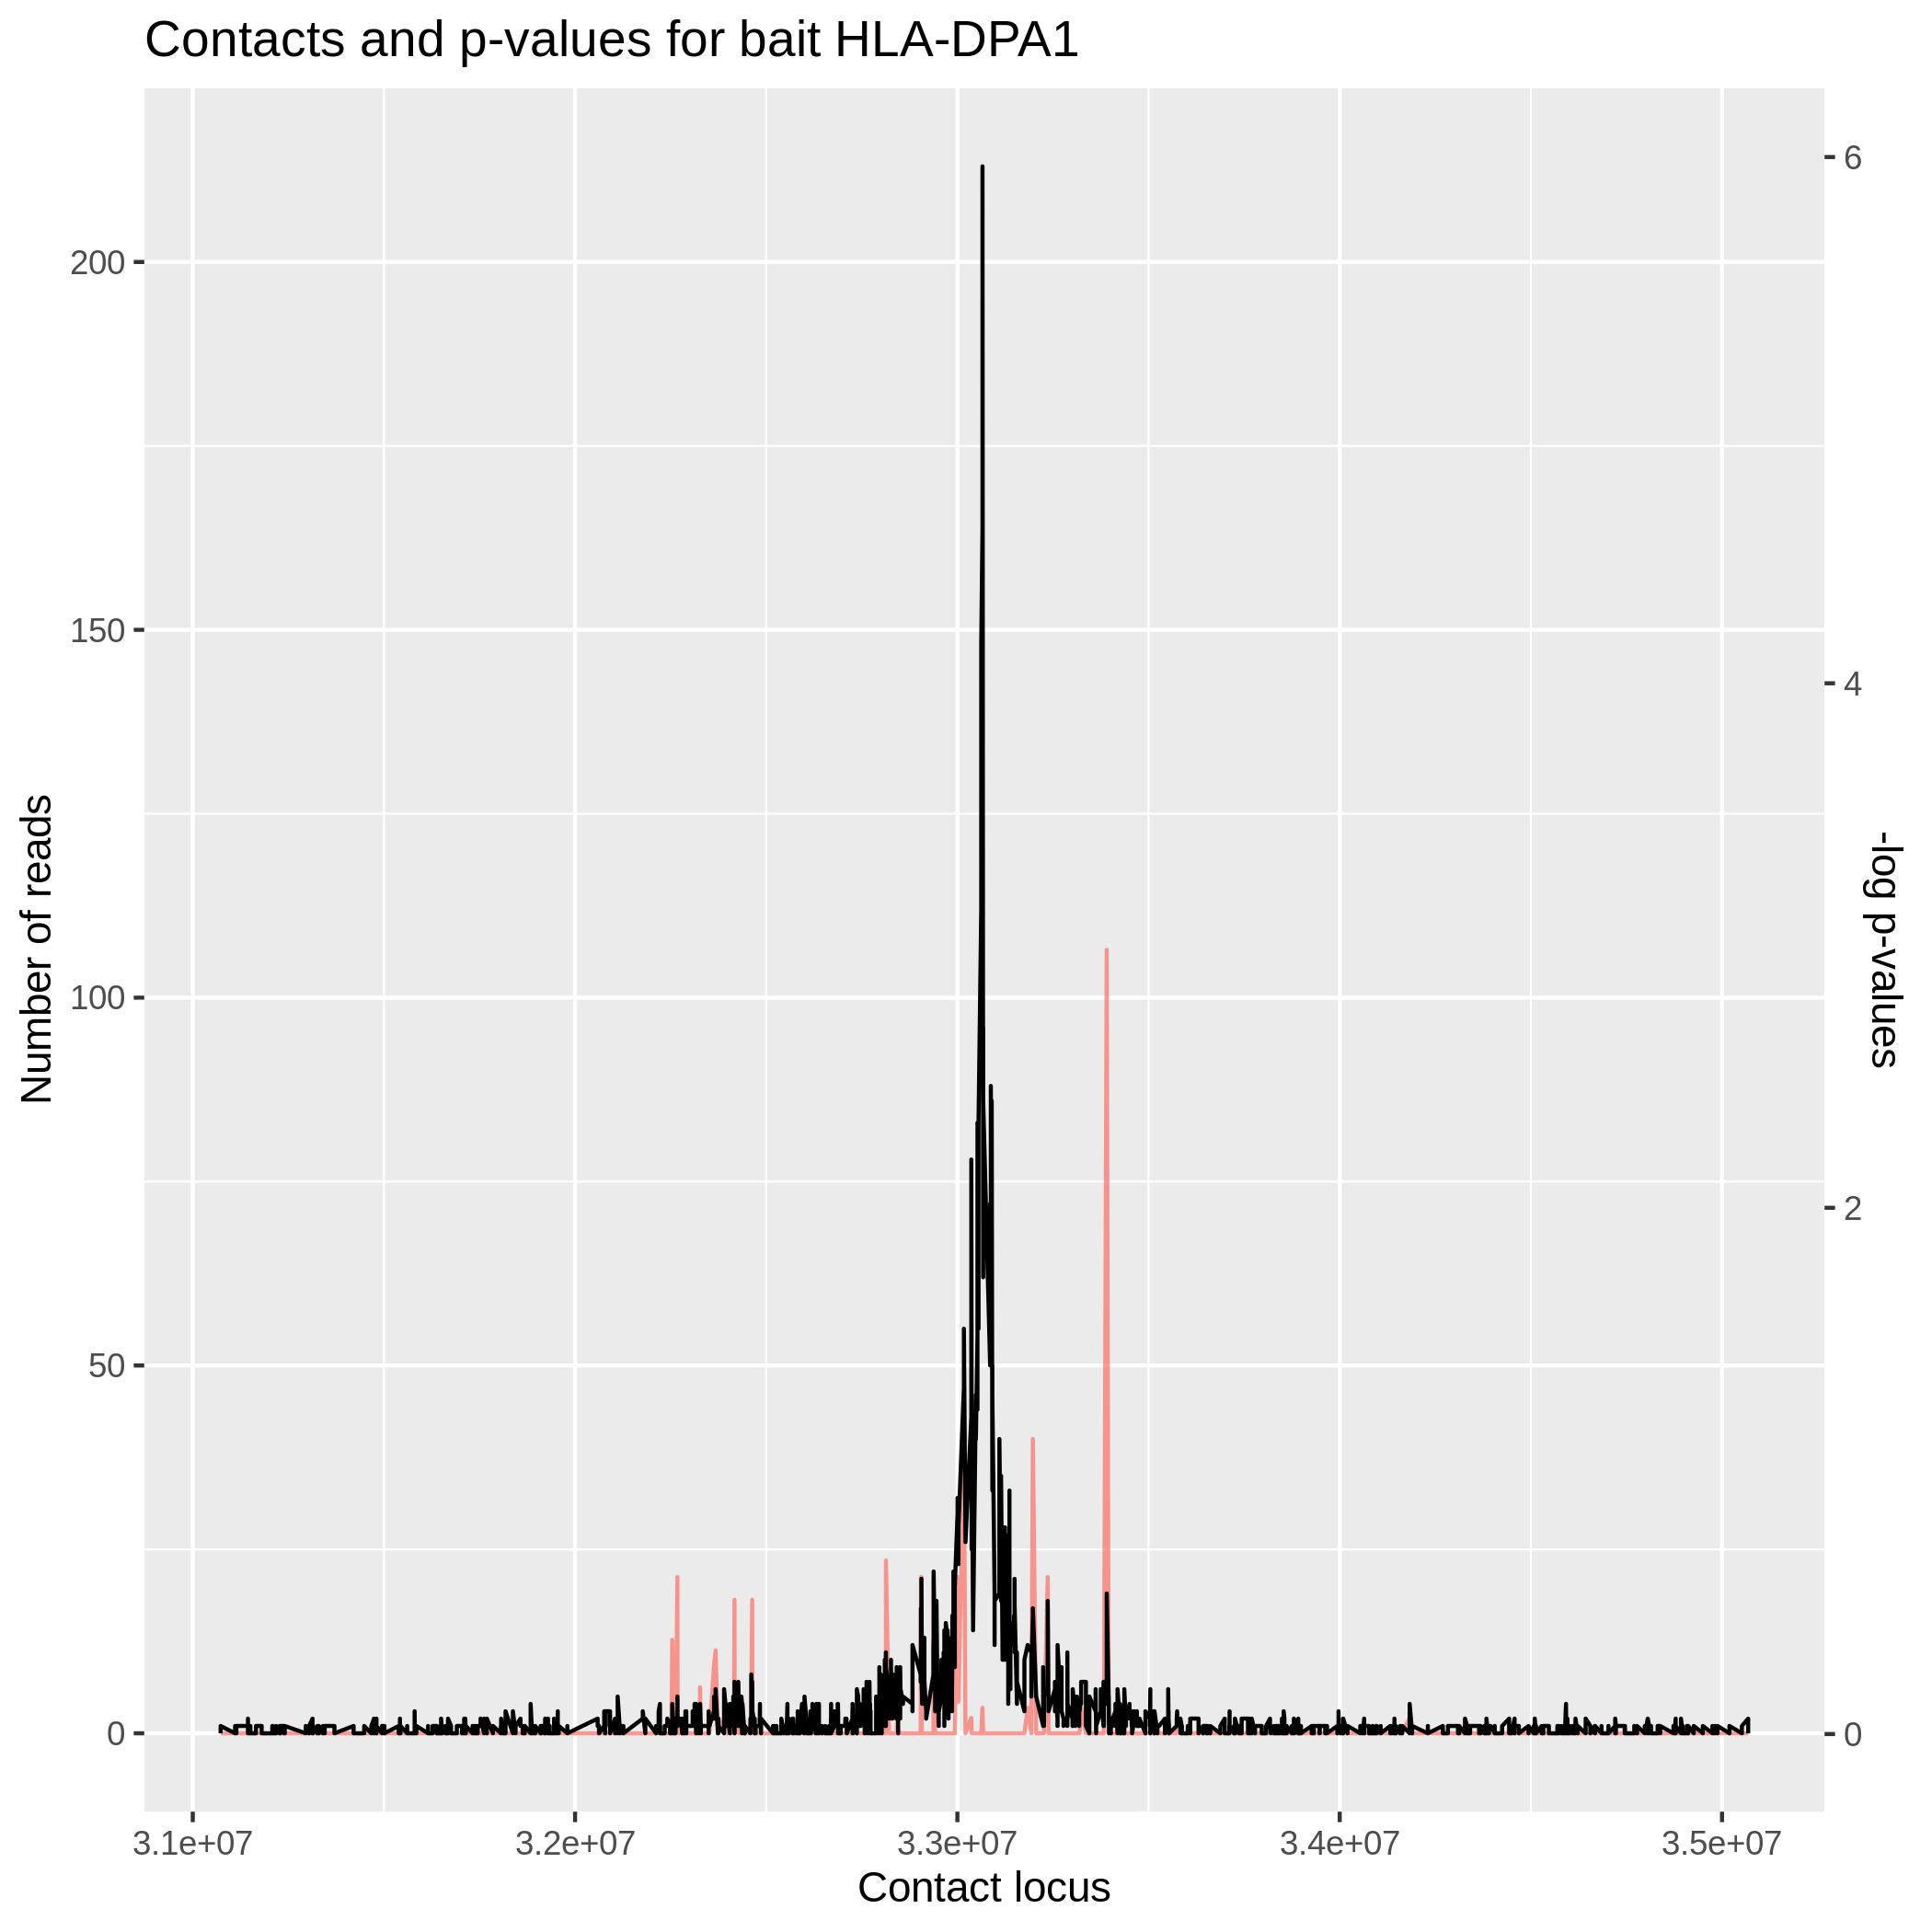 Contacts and p-values for bait HLA-DPA1
200
150
100
50
0
6
4
2
0
Number of reads
-log p-values
3.1e+07 3.2e+07 3.3e+07 3.4e+07 3.5e+07
Contact locus